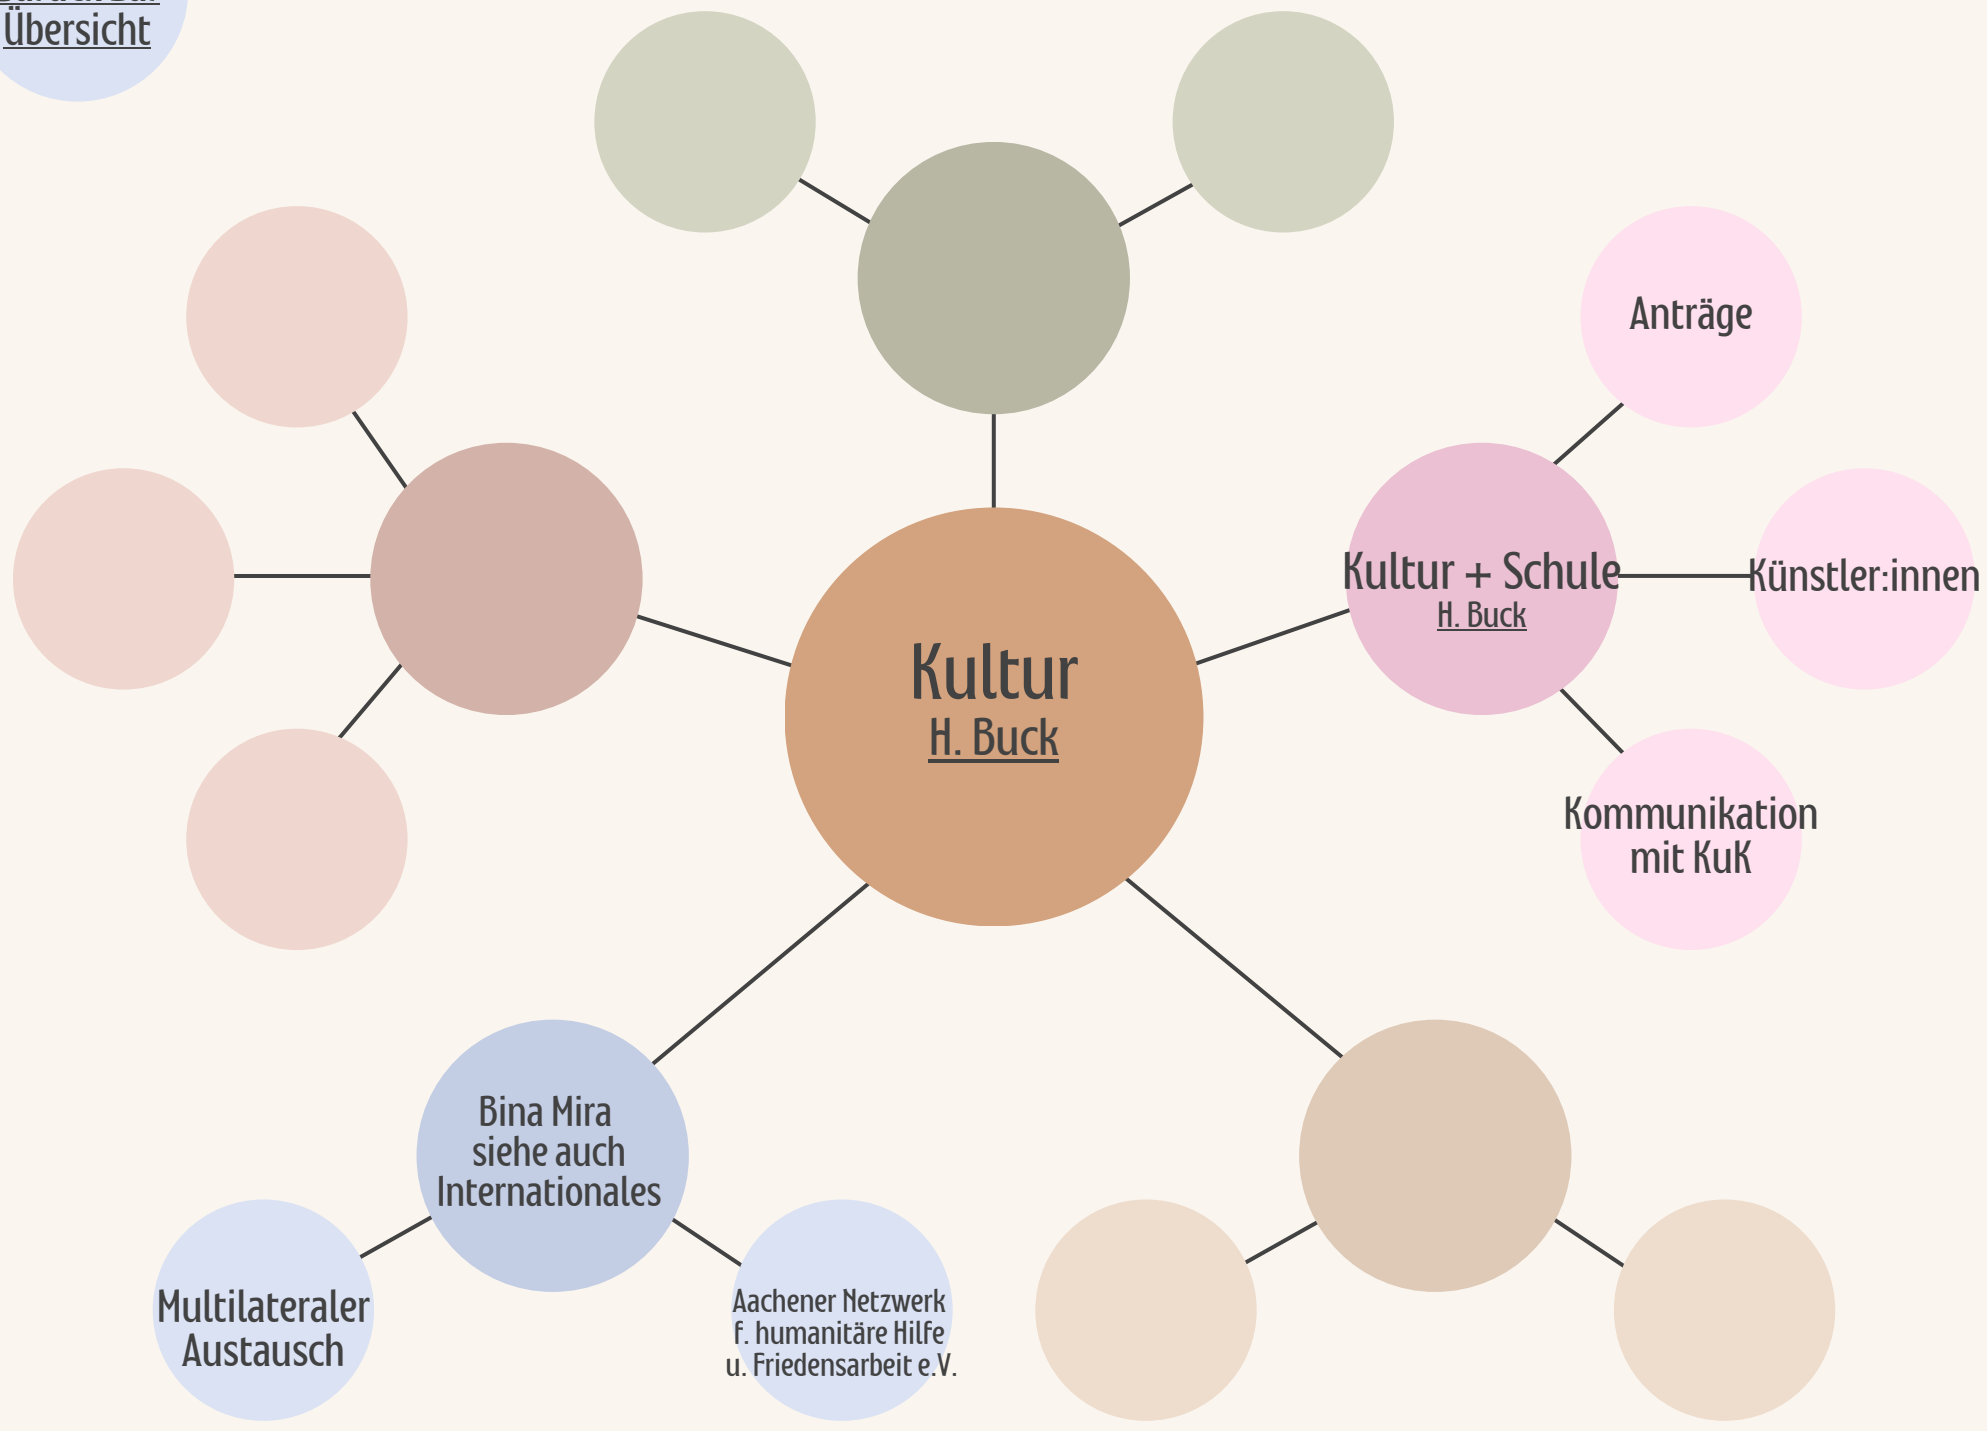 Übersicht
Anträge
Kultur + Schule
H. Buck
Künstler:innen
Kultur
H. Buck
Kommunikation
mit KuK
Bina Mira
siehe auch
Internationales
Multilateraler
Austausch
Aachener Netzwerk
f. humanitäre Hilfe
u. Friedensarbeit e.V.